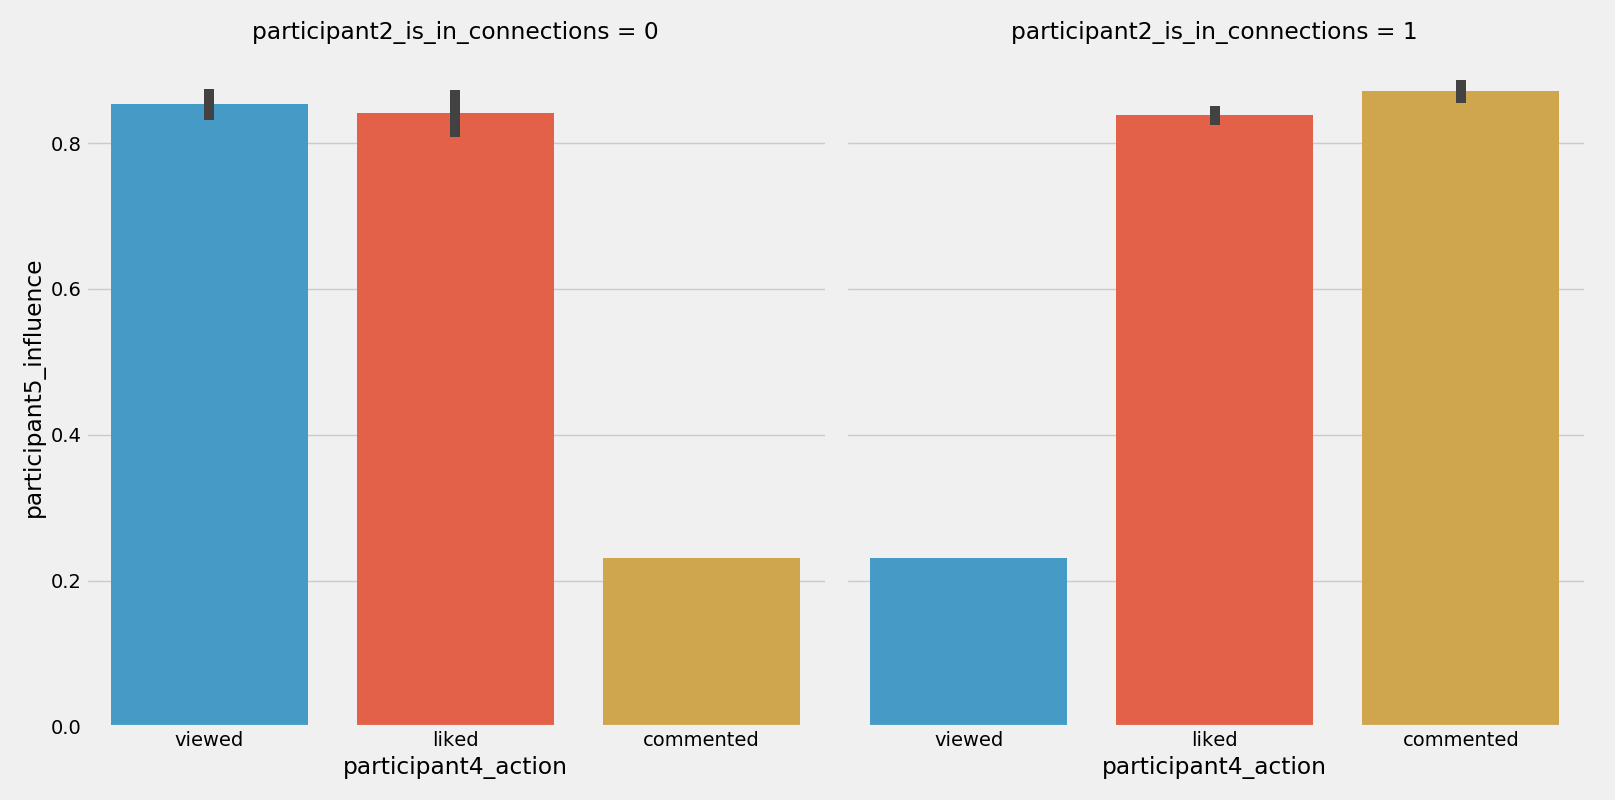 participant2_is_in_connections = 0
participant2_is_in_connections = 1
participant5_influence
0.8
0.6
0.4
0.2
0.0
viewed liked commented
viewed liked commented
participant4_action
participant4_action